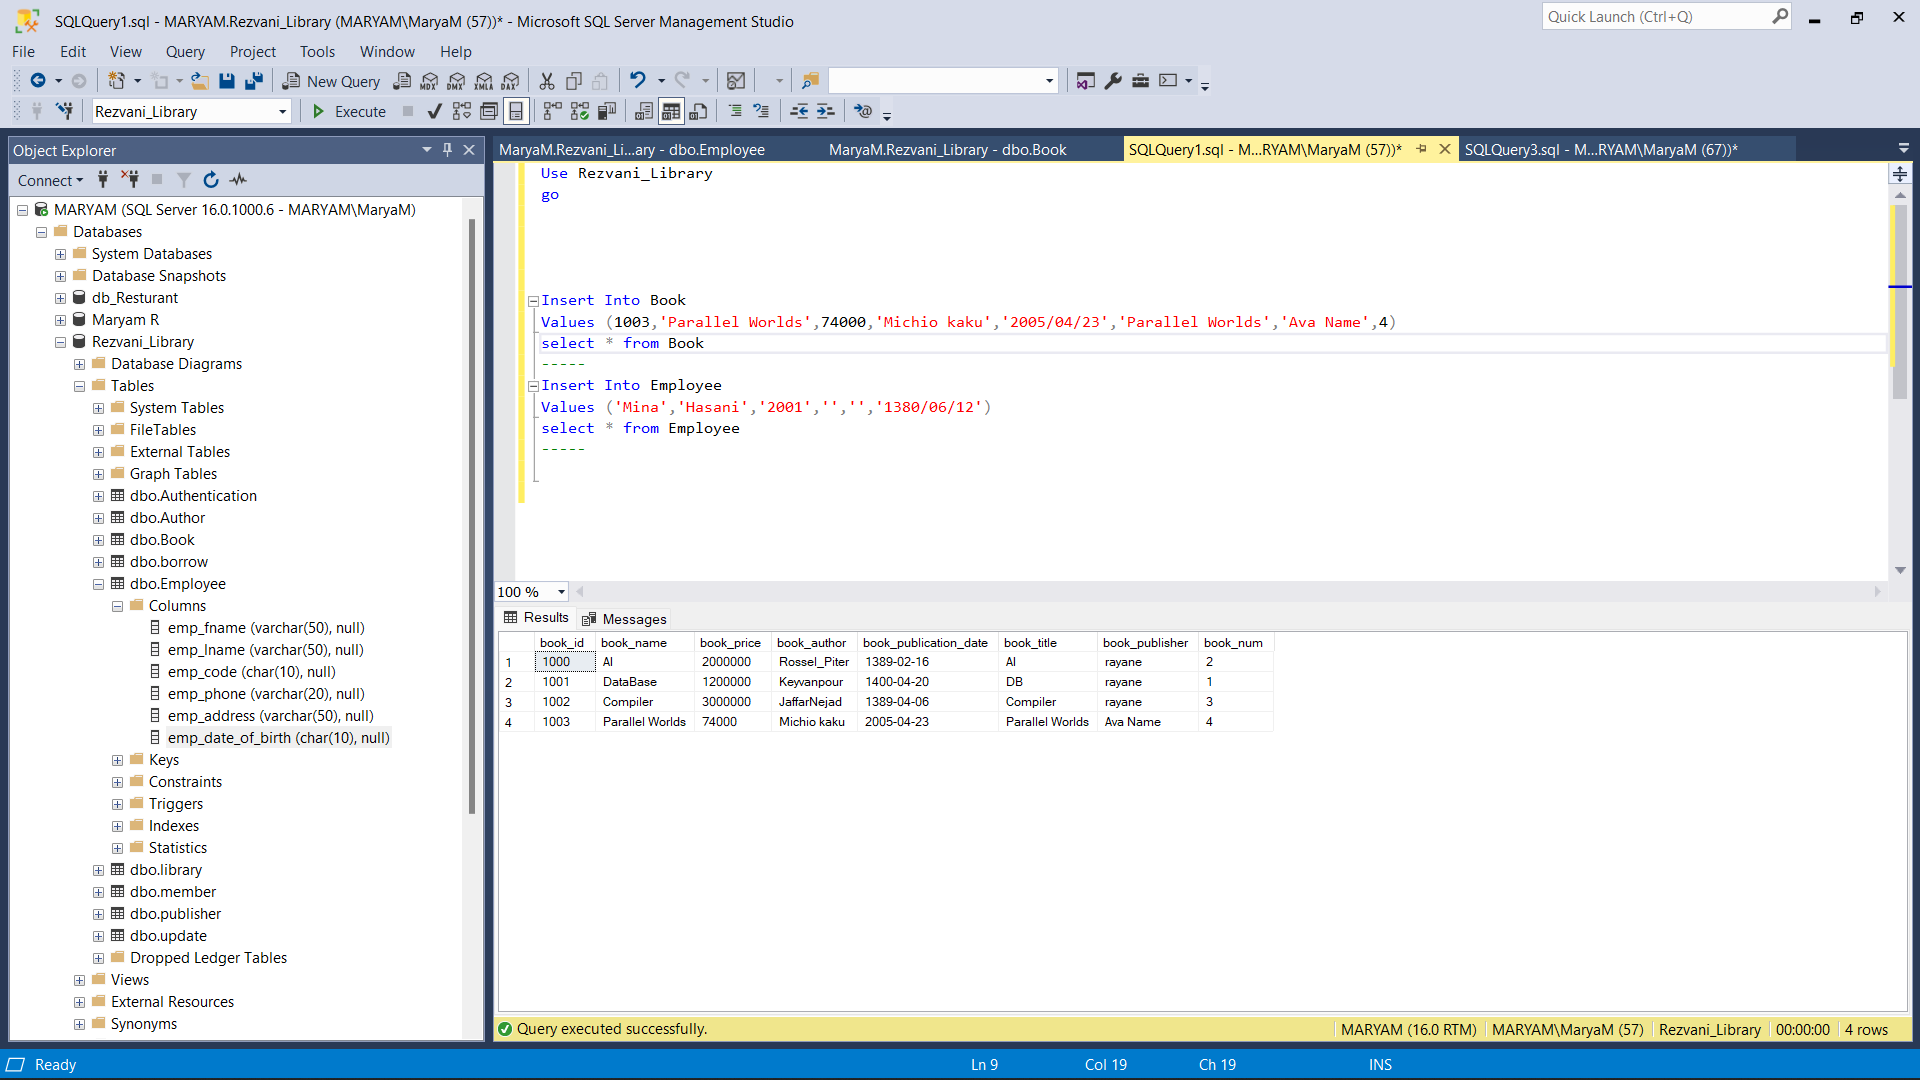 SQLQuery1.sql - MARYAM.Rezvani_Library (MARYAM\MaryaM (57))* - Microsoft SQL Server Management Studio
Quick Launch (Ctrl+Q)
File Edit View Query Project Tools Window Help
New Query MDX DMX XMLA DAX
Rezvani_Library Execute
Object Explorer
Connect
MARYAM (SQL Server 16.0.1000.6 - MARYAM\MaryaM)
Databases
System Databases
Database Snapshots
db_Resturant
Maryam R
Rezvani_Library
Database Diagrams
Tables
System Tables
FileTables
External Tables
Graph Tables
dbo.Authentication
dbo.Author
dbo.Book
dbo.borrow
dbo.Employee
Columns
emp_fname (varchar(50), null)
emp_lname (varchar(50), null)
emp_code (char(10), null)
emp_phone (varchar(20), null)
emp_address (varchar(50), null)
emp_date_of_birth (char(10), null)
Keys
Constraints
Triggers
Indexes
Statistics
dbo.library
dbo.member
dbo.publisher
dbo.update
Dropped Ledger Tables
Views
External Resources
Synonyms
MaryaM.Rezvani_Li...ary - dbo.Employee MaryaM.Rezvani_Library - dbo.Book SQLQuery1.sql - M...RYAM\MaryaM (57))* SQLQuery3.sql - M...RYAM\MaryaM (67))*
Use Rezvani_Library
go
Insert Into Book
Values (1003,'Parallel Worlds',74000,'Michio kaku','2005/04/23','Parallel Worlds','Ava Name',4)
select * from Book
-----
Insert Into Employee
Values ('Mina','Hasani','2001','','','1380/06/12')
select * from Employee
-----
100 %
Results Messages
book_id book_name book_price book_author book_publication_date book_title book_publisher book_num
1 1000 AI 2000000 Rossel_Piter 1389-02-16 AI rayane 2
2 1001 DataBase 1200000 Keyvanpour 1400-04-20 DB rayane 1
3 1002 Compiler 3000000 JaffarNejad 1389-04-06 Compiler rayane 3
4 1003 Parallel Worlds 74000 Michio kaku 2005-04-23 Parallel Worlds Ava Name 4
Query executed successfully. MARYAM (16.0 RTM) MARYAM\MaryaM (57) Rezvani_Library 00:00:00 4 rows
Ready Ln 9 Col 19 Ch 19 INS